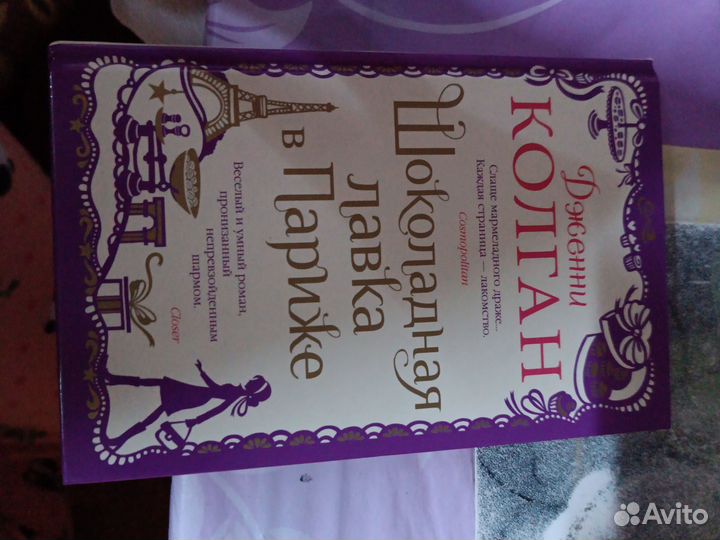 Дженни
КОЛГАН
Слаще мармеладного драже...
Каждая страница — лакомство.
Cosmopolitan
Шоколадная
лавка
в Париже
Веселый и умный роман,
пронизанный
непревзойденным
шармом.
Closer
Avito